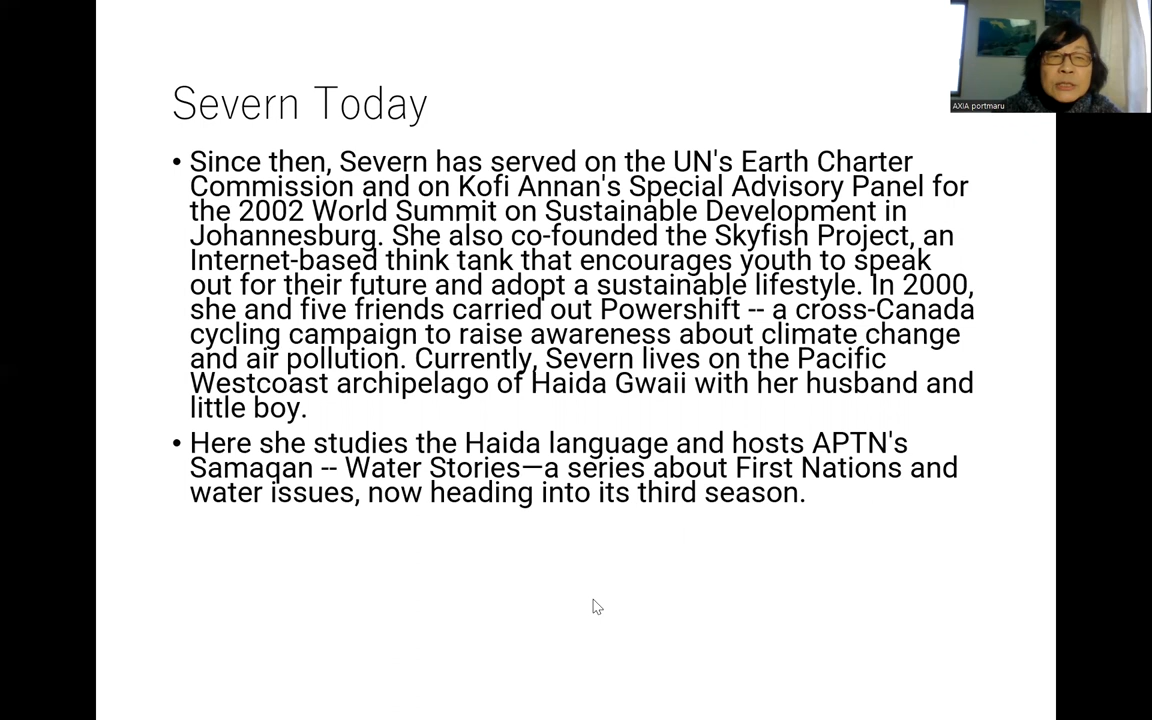 Severn Today
• Since then, Severn has served on the UN's Earth Charter
Commission and on Kofi Annan's Special Advisory Panel for
the 2002 World Summit on Sustainable Development in
Johannesburg. She also co-founded the Skyfish Project, an
Internet-based think tank that encourages youth to speak
out for their future and adopt a sustainable lifestyle. In 2000,
she and five friends carried out Powershift -- a cross-Canada
cycling campaign to raise awareness about climate change
and air pollution. Currently, Severn lives on the Pacific
Westcoast archipelago of Haida Gwaii with her husband and
little boy.
• Here she studies the Haida language and hosts APTN's
Samaqan -- Water Stories—a series about First Nations and
water issues, now heading into its third season.
AXIA portmaru